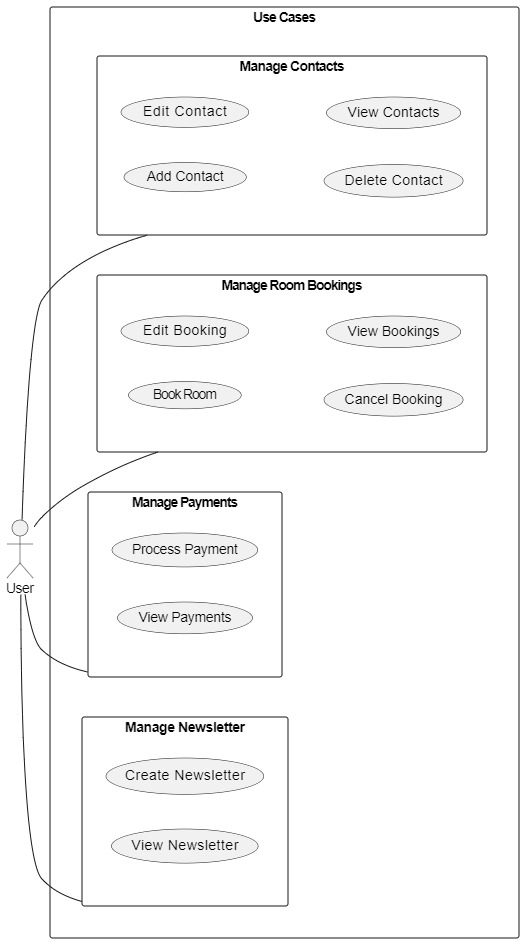 Use Cases
Manage Contacts
Edit Contact
View Contacts
Add Contact
Delete Contact
Manage Room Bookings
Edit Booking
View Bookings
Book Room
Cancel Booking
Manage Payments
Process Payment
User
View Payments
Manage Newsletter
Create Newsletter
View Newsletter